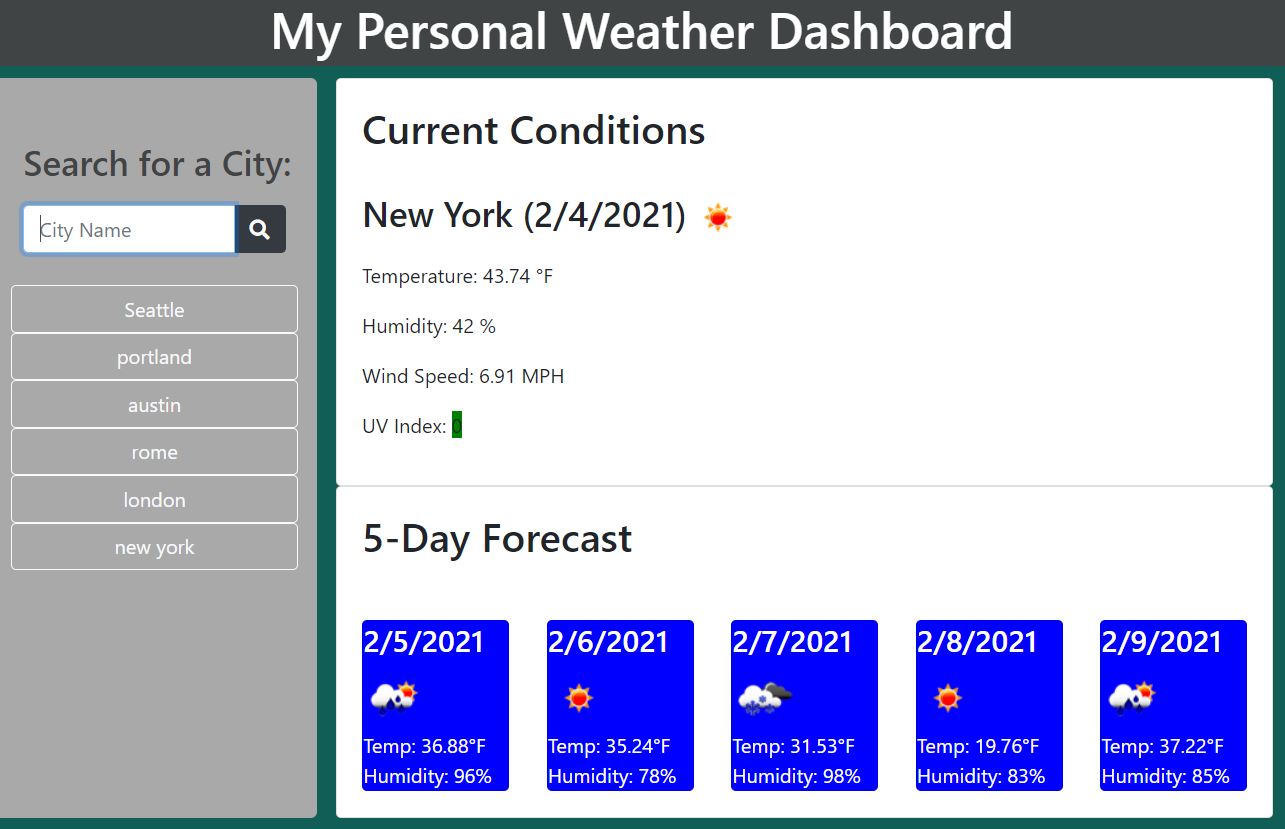 My Personal Weather Dashboard
Search for a City:
City Name
Seattle
portland
austin
rome
london
new york
Current Conditions
New York (2/4/2021)
Temperature: 43.74 °F
Humidity: 42 %
Wind Speed: 6.91 MPH
UV Index: 0
5-Day Forecast
2/5/2021
Temp: 36.88°F
Humidity: 96%
2/6/2021
Temp: 35.24°F
Humidity: 78%
2/7/2021
Temp: 31.53°F
Humidity: 98%
2/8/2021
Temp: 19.76°F
Humidity: 83%
2/9/2021
Temp: 37.22°F
Humidity: 85%